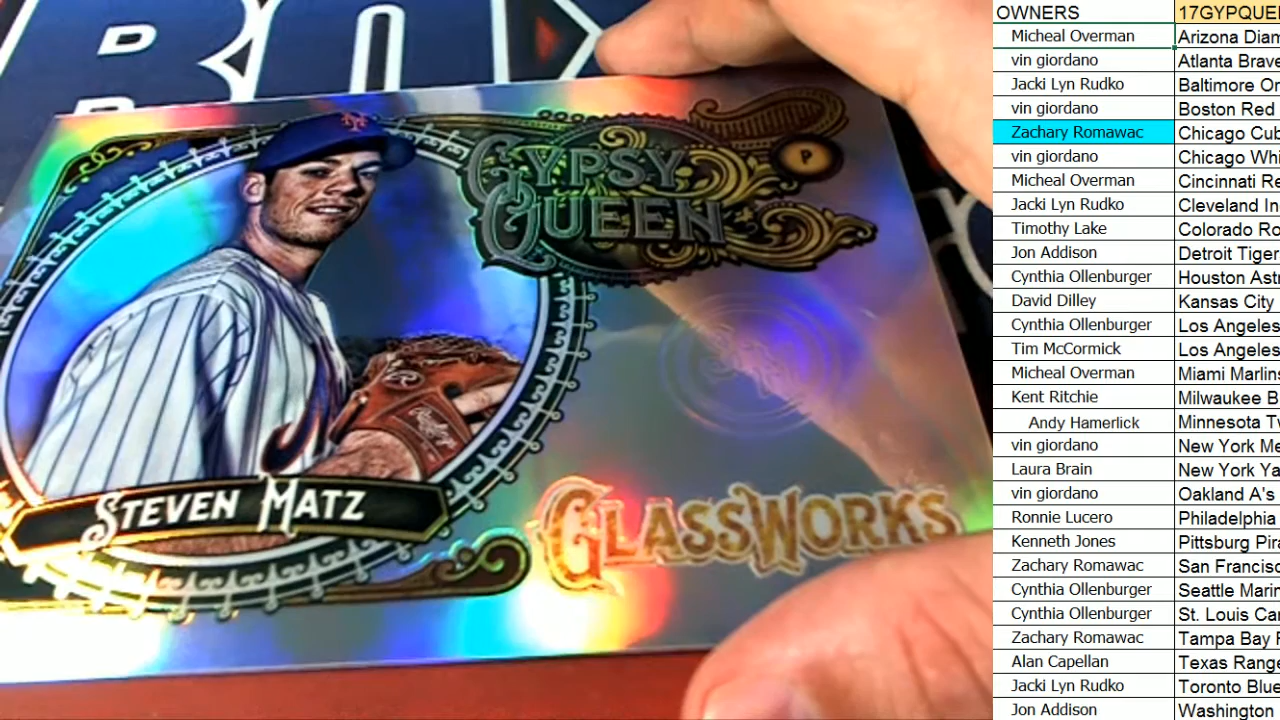 GYPSY
QUEEN
P
STEVEN MATZ
GLASSWORKS
OWNERS 17GYPQUE
Micheal Overman Arizona Diam
vin giordano Atlanta Brave
Jacki Lyn Rudko Baltimore Or
vin giordano Boston Red
Zachary Romawac Chicago Cub
vin giordano Chicago Whi
Micheal Overman Cincinnati Re
Jacki Lyn Rudko Cleveland In
Timothy Lake Colorado Ro
Jon Addison Detroit Tiger
Cynthia Ollenburger Houston Astr
David Dilley Kansas City
Cynthia Ollenburger Los Angeles
Tim McCormick Los Angeles
Micheal Overman Miami Marlins
Kent Ritchie Milwaukee B
Andy Hamerlick Minnesota Tw
vin giordano New York Me
Laura Brain New York Ya
vin giordano Oakland A's
Ronnie Lucero Philadelphia
Kenneth Jones Pittsburg Pira
Zachary Romawac San Francisc
Cynthia Ollenburger Seattle Marin
Cynthia Ollenburger St. Louis Car
Zachary Romawac Tampa Bay R
Alan Capellan Texas Range
Jacki Lyn Rudko Toronto Blue
Jon Addison Washington